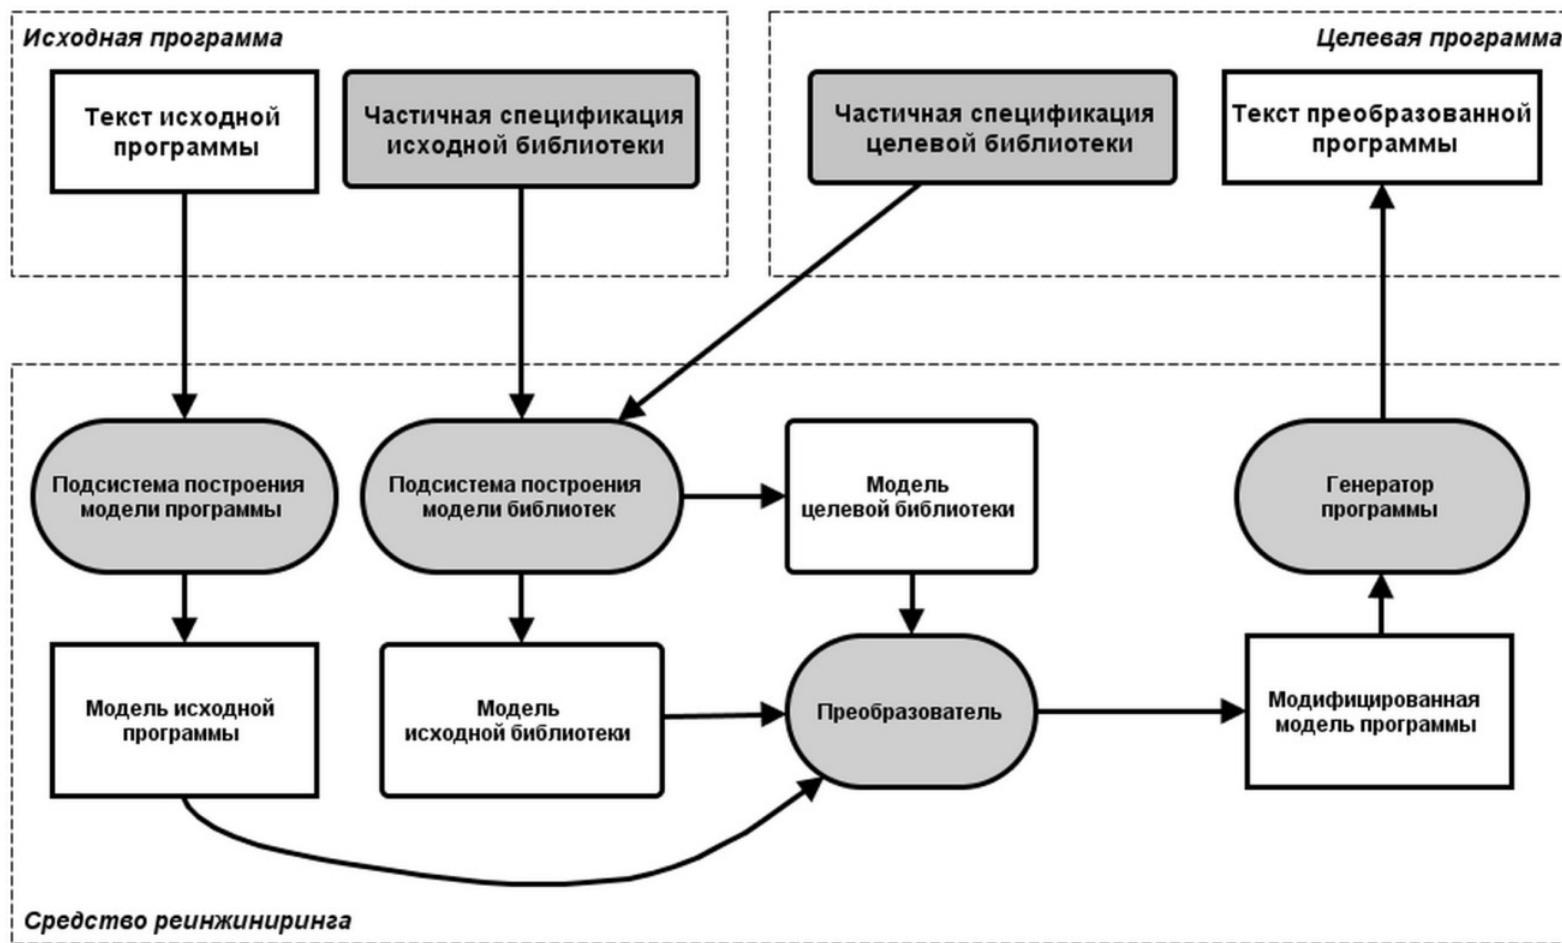 Исходная программа
Целевая программа
Текст исходной
программы
Частичная спецификация
исходной библиотеки
Частичная спецификация
целевой библиотеки
Текст преобразованной
программы
Подсистема построения
модели программы
Подсистема построения
модели библиотек
Модель
целевой библиотеки
Генератор
программы
Модель исходной
программы
Модель
исходной библиотеки
Преобразователь
Модифицированная
модель программы
Средство реинжиниринга